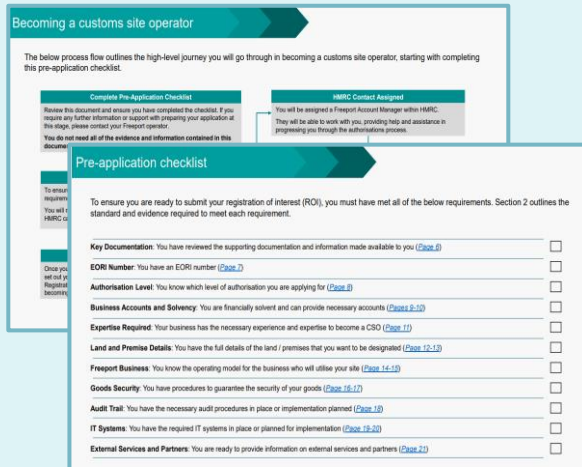 Becoming a customs site operator
The below process flow outlines the high-level journey you will go through in becoming a customs site operator, starting with completing
this pre-application checklist.
Complete Pre-Application Checklist
Review this document and ensure you have completed the checklist. If you
require any further information or support with preparing your application at
this stage, please contact your Freeport operator.
You do not need all of the evidence and information contained in this
HMRC Contact Assigned
You will be assigned a Freeport Account Manager within HMRC.
They will be able to work with you, providing help and assistance in
progressing you through the authorisations process.
Pre-application checklist
To ensure you are ready to submit your registration of interest (ROI), you must have met all of the below requirements. Section 2 outlines the
standard and evidence required to meet each requirement.
Key Documentation: You have reviewed the supporting documentation and information made available to you (Page 6)
EORI Number: You have an EORI number (Page 7)
Authorisation Level: You know which level of authorisation you are applying for (Page 8)
Business Accounts and Solvency: You are financially solvent and can provide necessary accounts (Pages 9-10)
Expertise Required: Your business has the necessary experience and expertise to become a CSO (Page 11)
Land and Premise Details: You have the full details of the land / premises that you want to be designated (Page 12-13)
Freeport Business: You know the operating model for the business who will utilise your site (Page 14-15)
Goods Security: You have procedures to guarantee the security of your goods (Page 16-17)
Audit Trail: You have the necessary audit procedures in place or implementation planned (Page 18)
IT Systems: You have the required IT systems in place or planned for implementation (Page 19-20)
External Services and Partners: You are ready to provide information on external services and partners (Page 21)